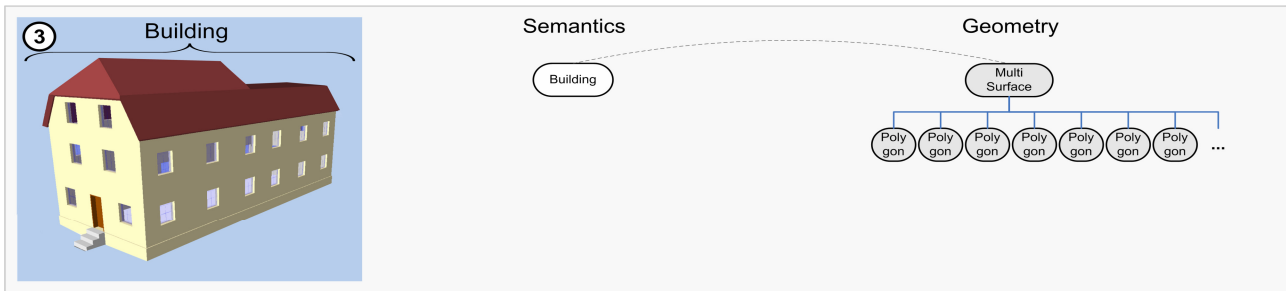 3
Building
Semantics
Geometry
Building
Multi
Surface
Poly
gon
Poly
gon
Poly
gon
Poly
gon
Poly
gon
Poly
gon
Poly
gon
...